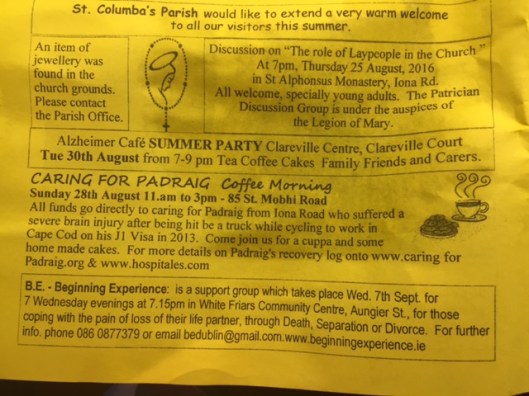 St. Columba's Parish would like to extend a very warm welcome
to all our visitors this summer.
An item of
jewellery was
found in the
church grounds.
Please contact
the Parish Office.
Discussion on "The role of Laypeople in the Church"
At 7pm, Thursday 25 August, 2016
in St Alphonsus Monastery, Iona Rd.
All welcome, specially young adults. The Patrician
Discussion Group is under the auspices of
the Legion of Mary.
Alzheimer Café SUMMER PARTY Clareville Centre, Clareville Court
Tue 30th August from 7-9 pm Tea Coffee Cakes Family Friends and Carers.
CARING FOR PADRAIG Coffee Morning
Sunday 28th August 11.am to 3pm - 85 St. Mobhi Road
All funds go directly to caring for Padraig from Iona Road who suffered a
severe brain injury after being hit be a truck while cycling to work in
Cape Cod on his J1 Visa in 2013. Come join us for a cuppa and some
home made cakes. For more details on Padraig's recovery log onto www.caring for
Padraig.org & www.hospitales.com
B.E. - Beginning Experience: is a support group which takes place Wed. 7th Sept. for
7 Wednesday evenings at 7.15pm in White Friars Community Centre, Aungier St., for those
coping with the pain of loss of their life partner, through Death, Separation or Divorce. For further
info. phone 086 0877379 or email bedublin@gmail.com.www.beginningexperience.ie